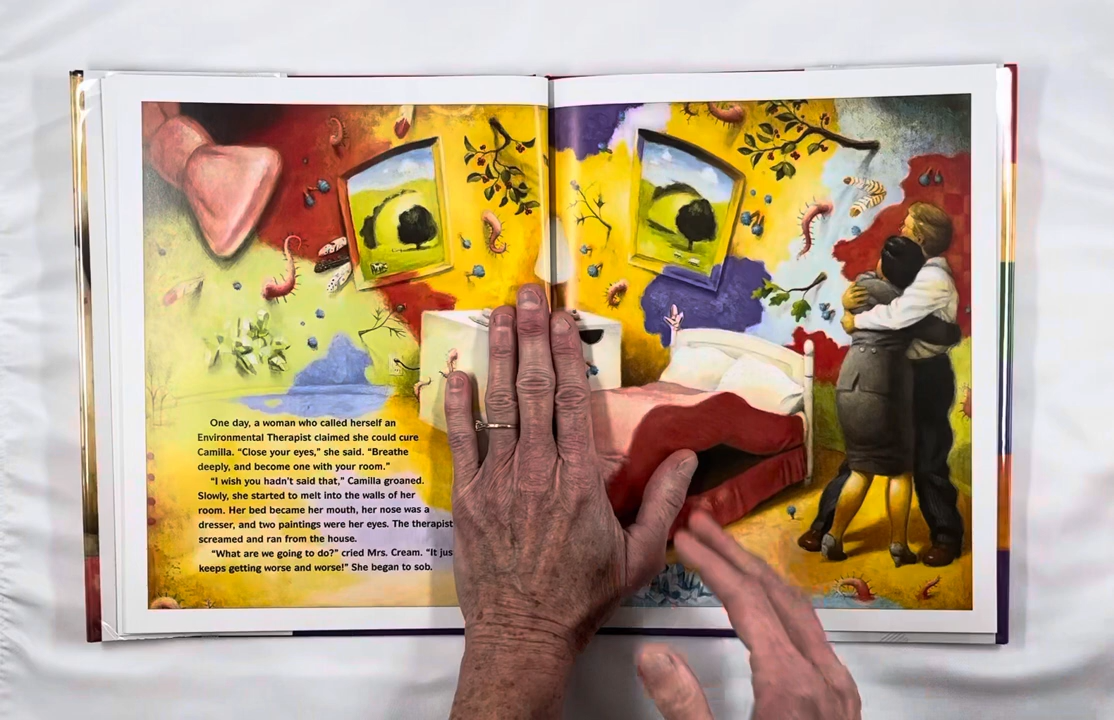 One day, a woman who called herself an
Environmental Therapist claimed she could cure
Camilla. “Close your eyes,” she said. “Breathe
deeply, and become one with your room.”
“I wish you hadn't said that,” Camilla groaned.
Slowly, she started to melt into the walls of her
room. Her bed became her mouth, her nose was a
dresser, and two paintings were her eyes. The therapist
screamed and ran from the house.
“What are we going to do?” cried Mrs. Cream. “It just
keeps getting worse and worse!” She began to sob.